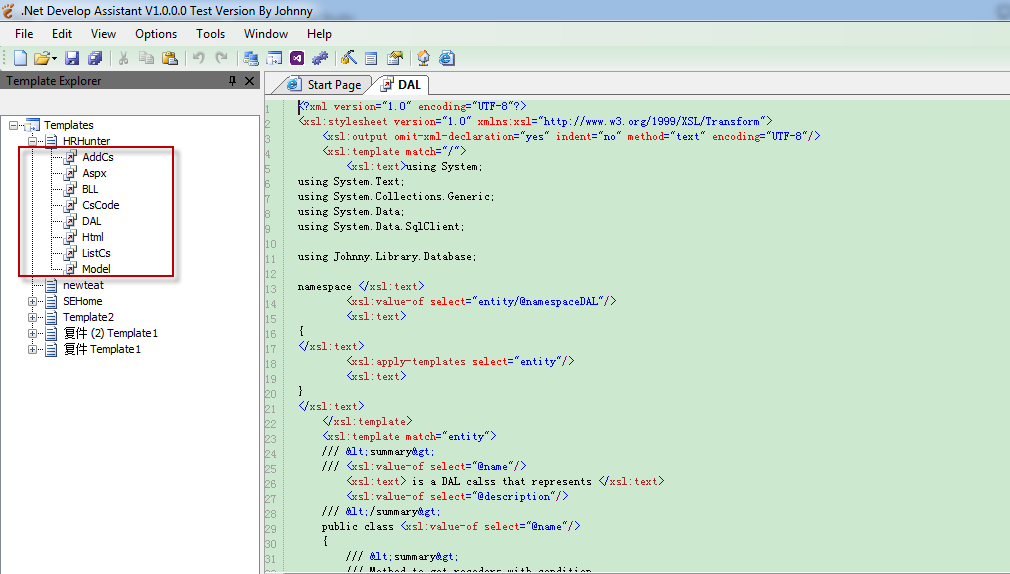 .Net Develop Assistant V1.0.0.0 Test Version By Johnny
File Edit View Options Tools Window Help
Template Explorer
Start Page DAL
Templates
HRHunter
AddCs
Aspx
BLL
CsCode
DAL
Html
ListCs
Model
newteat
SEHome
Template2
复件 (2) Template1
复件 Template1
1 <?xml version="1.0" encoding="UTF-8"?>
2 <xsl:stylesheet version="1.0" xmlns:xsl="http://www.w3.org/1999/XSL/Transform">
3 <xsl:output omit-xml-declaration="yes" indent="no" method="text" encoding="UTF-8"/>
4 <xsl:template match="/">
5 <xsl:text>using System;
6 using System.Text;
7 using System.Collections.Generic;
8 using System.Data;
9 using System.Data.SqlClient;
10
11 using Johnny.Library.Database;
12
13 namespace </xsl:text>
14 <xsl:value-of select="entity/@namespaceDAL"/>
15 <xsl:text>
16 {
17 </xsl:text>
18 <xsl:apply-templates select="entity"/>
19 <xsl:text>
20 }
21 </xsl:text>
22 </xsl:template>
23 <xsl:template match="entity">
24 /// &lt;summary&gt;
25 /// <xsl:value-of select="@name"/>
26 <xsl:text> is a DAL calss that represents </xsl:text>
27 <xsl:value-of select="@description"/>
28 /// &lt;/summary&gt;
29 public class <xsl:value-of select="@name"/>
30 {
31 /// &lt;summary&gt;
/// Method to get recoders with condition